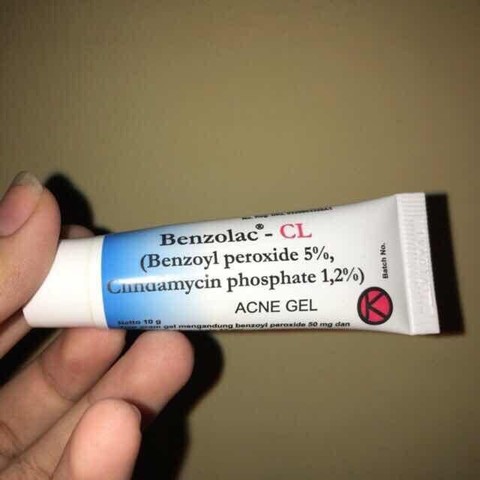 Benzolac® - CL
(Benzoyl peroxide 5%,
Clindamycin phosphate 1,2%)
ACNE GEL
Batch No.
K
Netto 10 g
gram gel mengandung benzoyl peroxide 50 mg dan